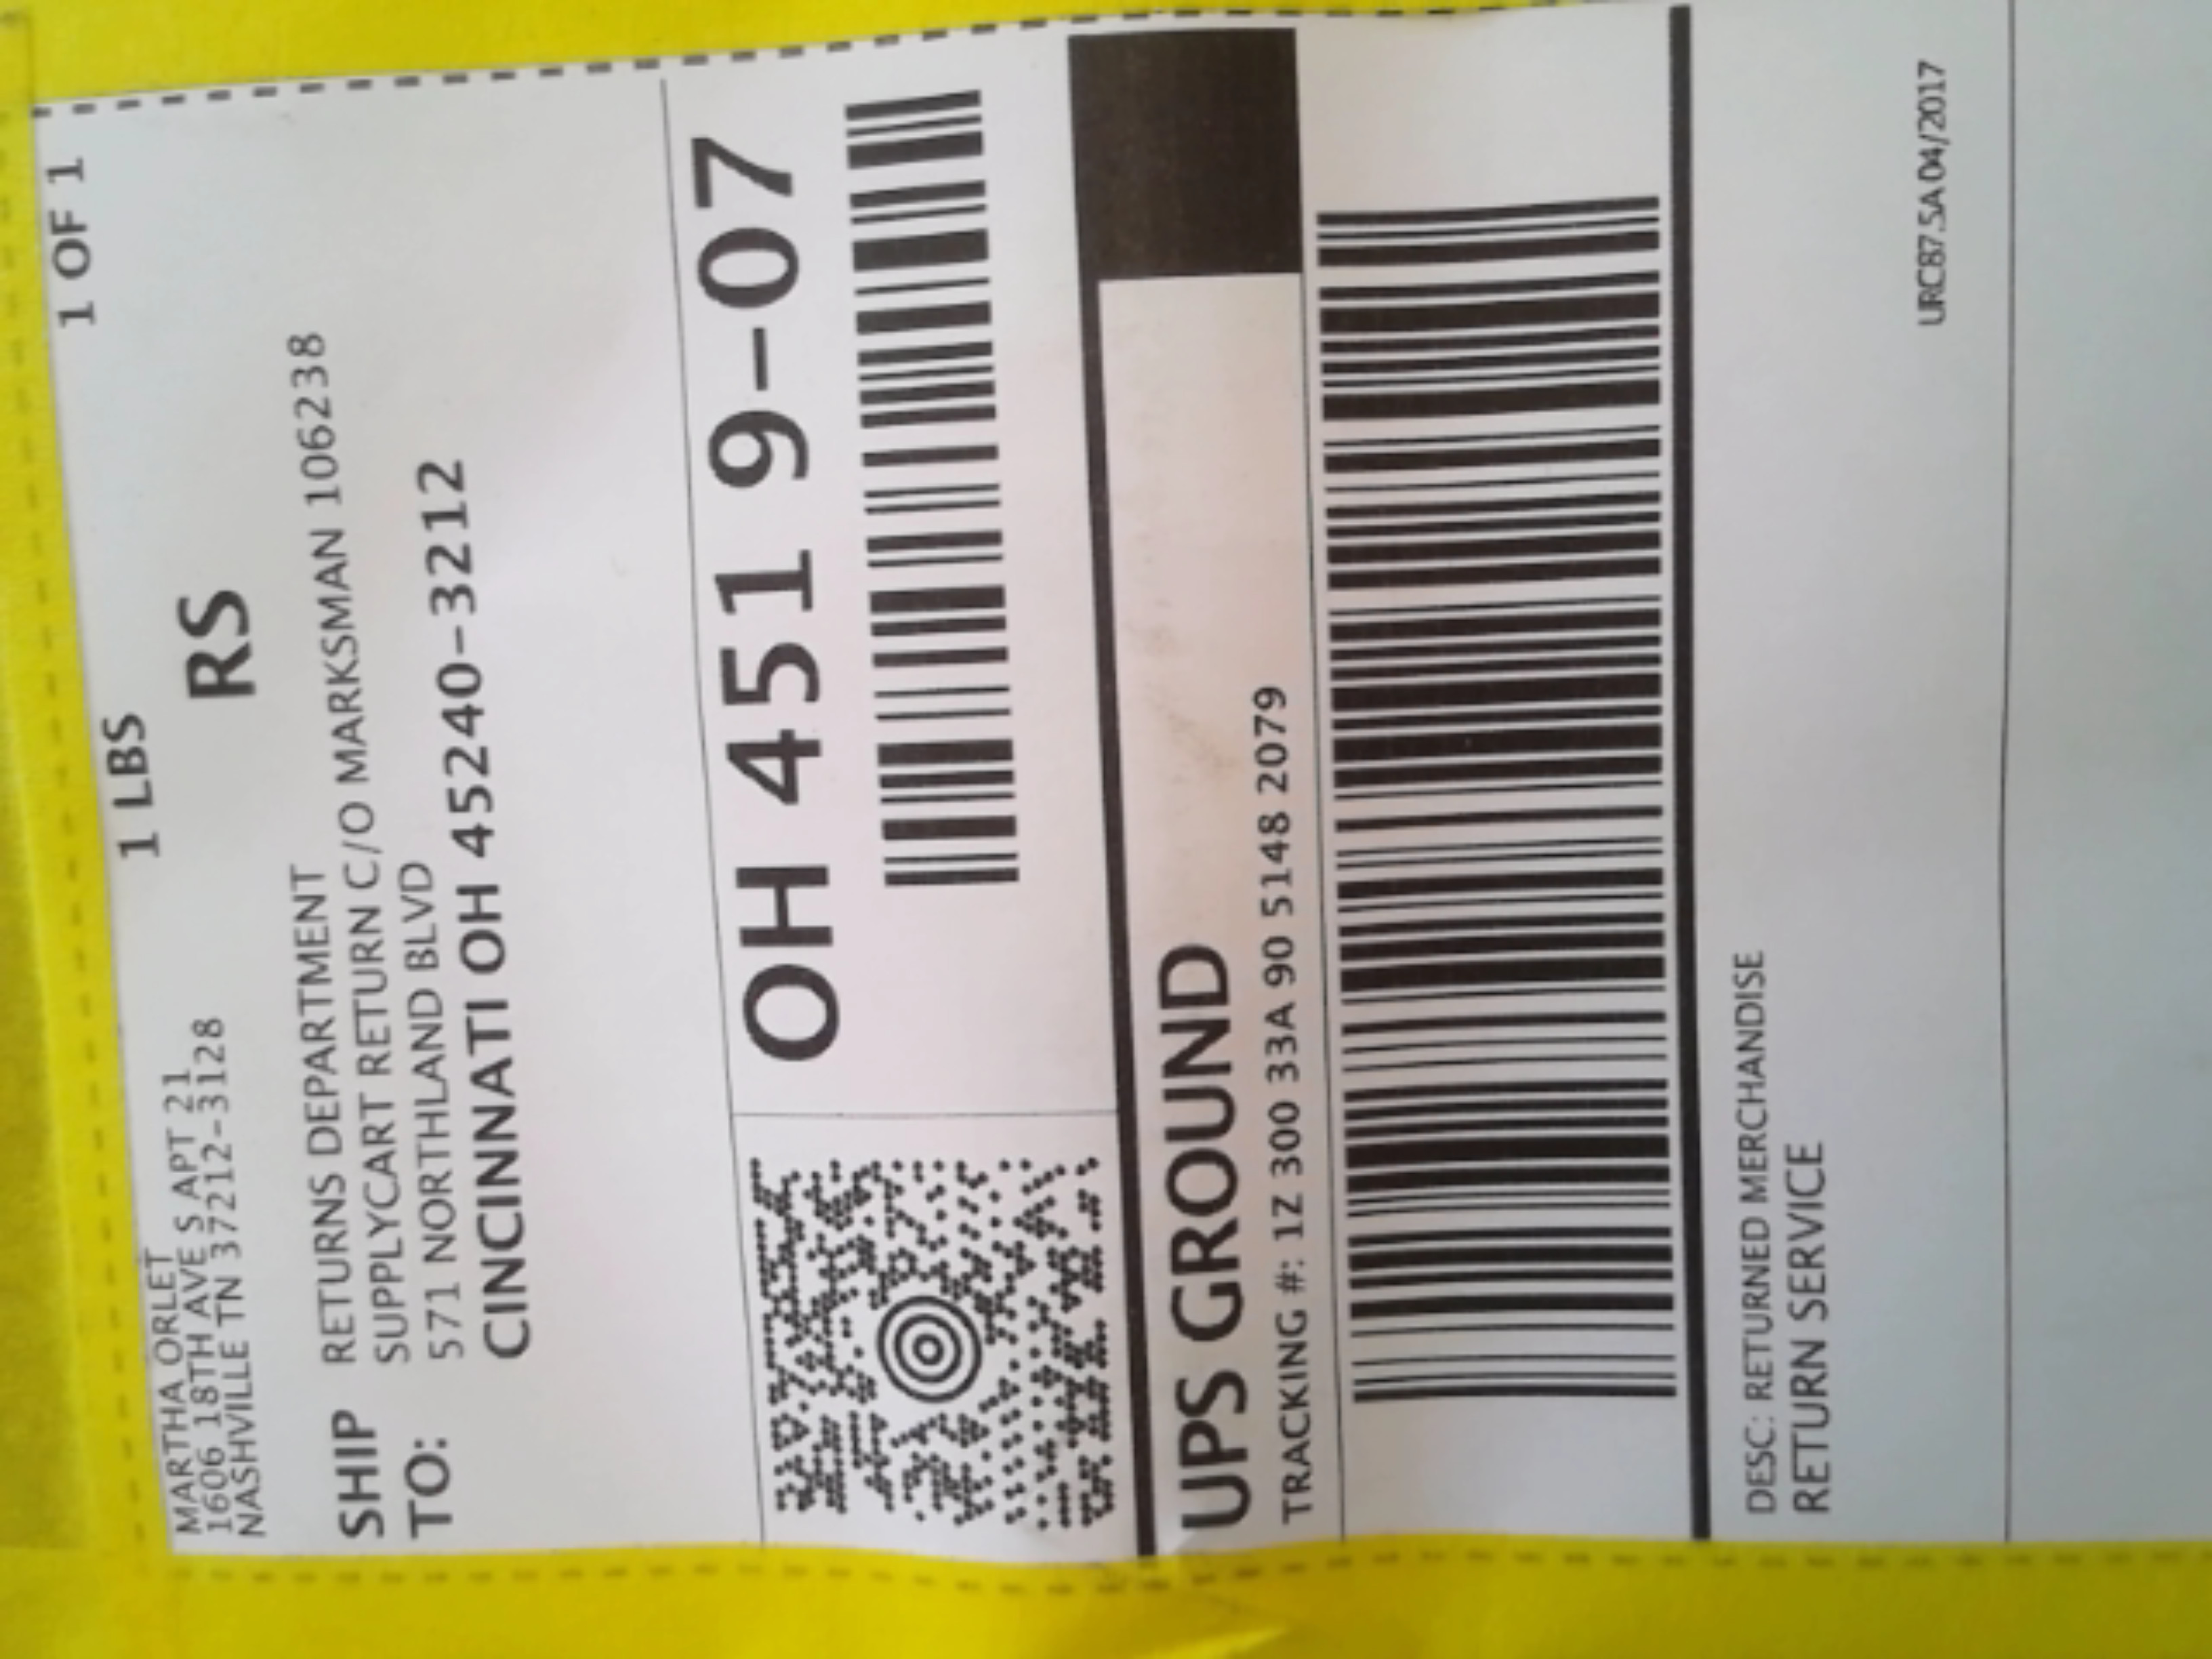 MARTHA ORLET
1606 18TH AVE S APT 21
NASHVILLE TN 37212-3128
1 LBS
1 OF 1
RS
SHIP TO:
RETURNS DEPARTMENT
SUPPLYCART RETURN C/O MARKSMAN 106238
571 NORTHLAND BLVD
CINCINNATI OH 45240-3212
OH 451 9-07
UPS GROUND
TRACKING #: 1Z 300 33A 90 5148 2079
DESC: RETURNED MERCHANDISE
RETURN SERVICE
URC87.5A 04/2017